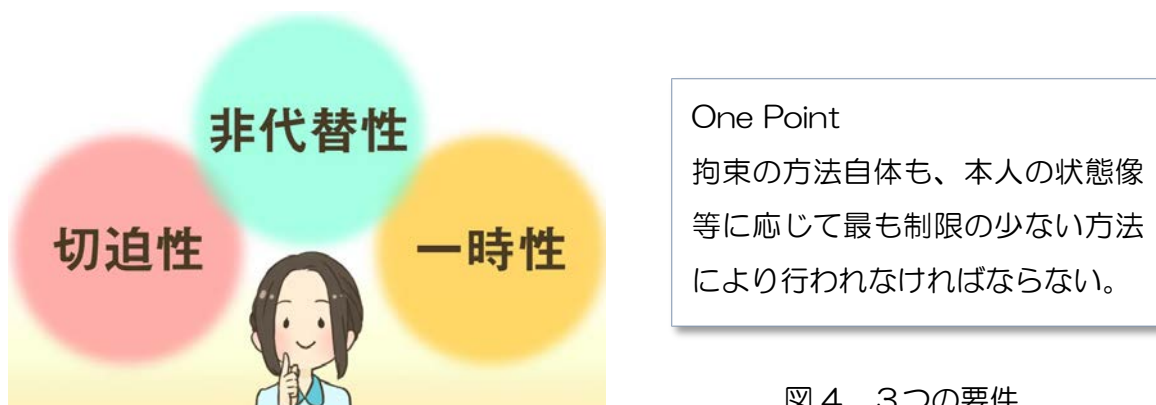 非代替性
切迫性
一時性
One Point
拘束の方法自体も、本人の状態像
等に応じて最も制限の少ない方法
により行われなければならない。
図4 3つの要件